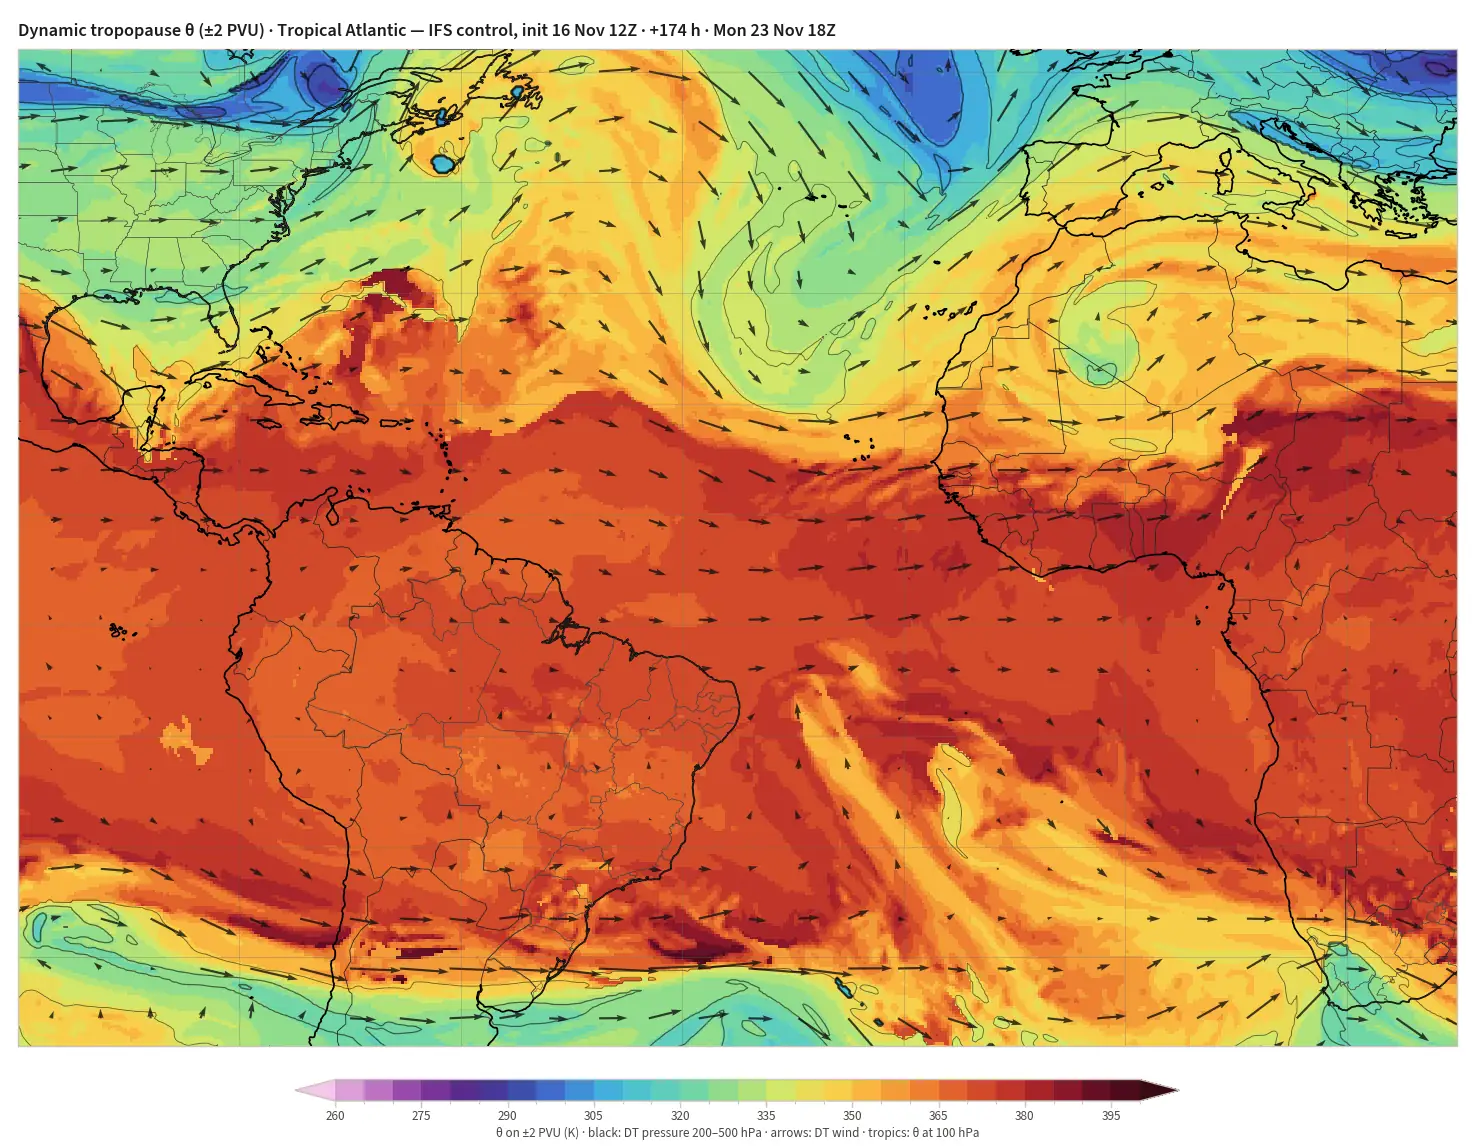 Dynamic tropopause θ (±2 PVU) · Tropical Atlantic — IFS control, init 16 Nov 12Z · +174 h · Mon 23 Nov 18Z
260 275 290 305 320 335 350 365 380 395
θ on ±2 PVU (K) · black: DT pressure 200–500 hPa · arrows: DT wind · tropics: θ at 100 hPa